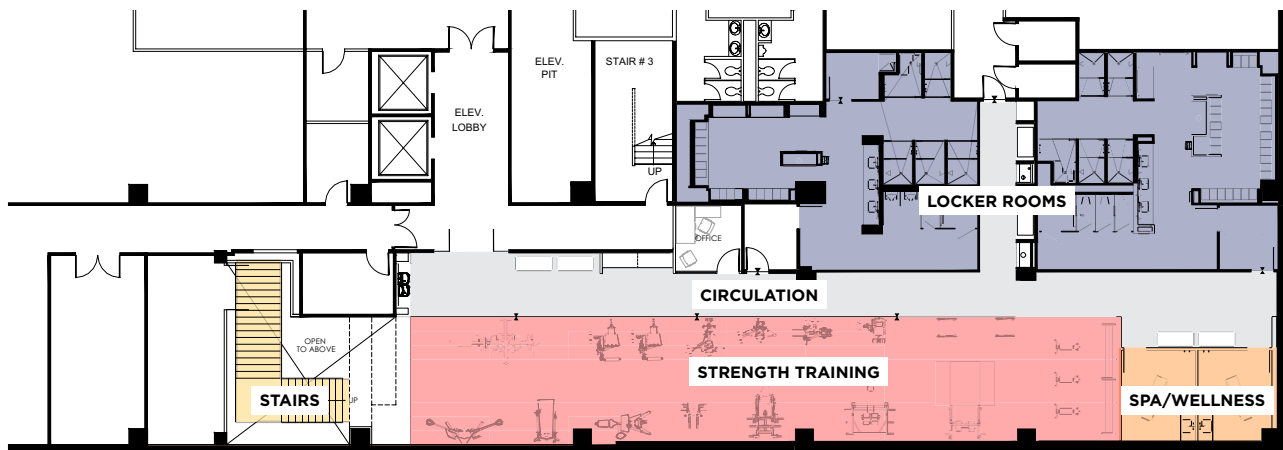 ELEV.
PIT
STAIR # 3
ELEV.
LOBBY
UP
LOCKER ROOMS
OFFICE
CIRCULATION
OPEN
TO ABOVE
STRENGTH TRAINING
STAIRS
UP
SPA/WELLNESS